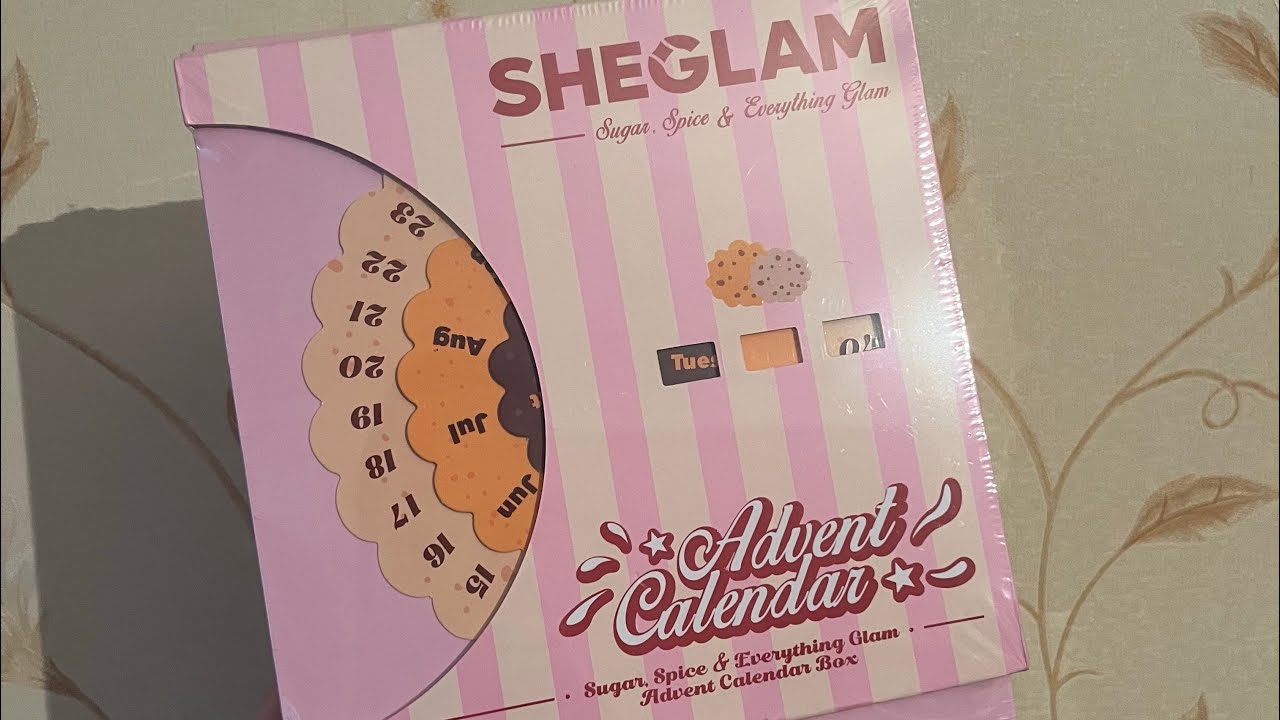 SHEGLAM
Sugar, Spice & Everything Glam
23
22
21
20
19
18
17
16
15
Aug
Jul
Jun
Tues
Advent
Calendar
Sugar, Spice & Everything Glam
Advent Calendar Box